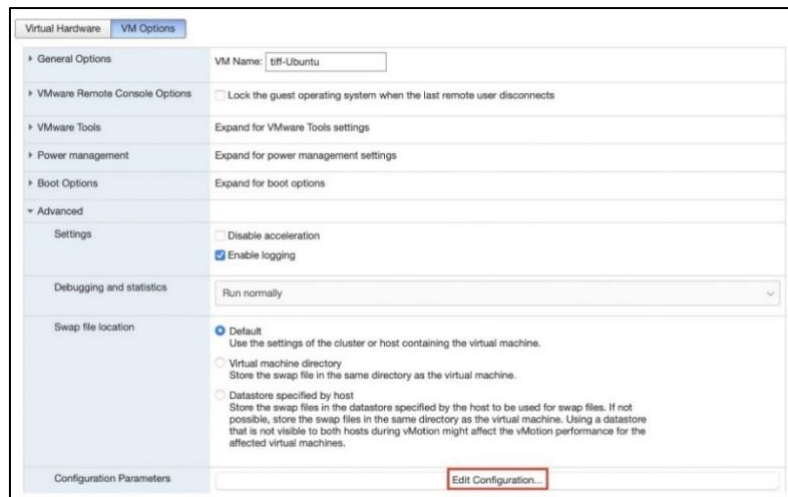 Virtual Hardware VM Options
General Options VM Name: tiff-Ubuntu
VMware Remote Console Options Lock the guest operating system when the last remote user disconnects
VMware Tools Expand for VMware Tools settings
Power management Expand for power management settings
Boot Options Expand for boot options
Advanced
Settings Disable acceleration
Enable logging
Debugging and statistics Run normally
Swap file location Default
Use the settings of the cluster or host containing the virtual machine.
Virtual machine directory
Store the swap file in the same directory as the virtual machine.
Datastore specified by host
Store the swap files in the datastore specified by the host to be used for swap files. If not
possible, store the swap files in the same directory as the virtual machine. Using a datastore
that is not visible to both hosts during vMotion might affect the vMotion performance for the
affected virtual machines.
Configuration Parameters Edit Configuration...